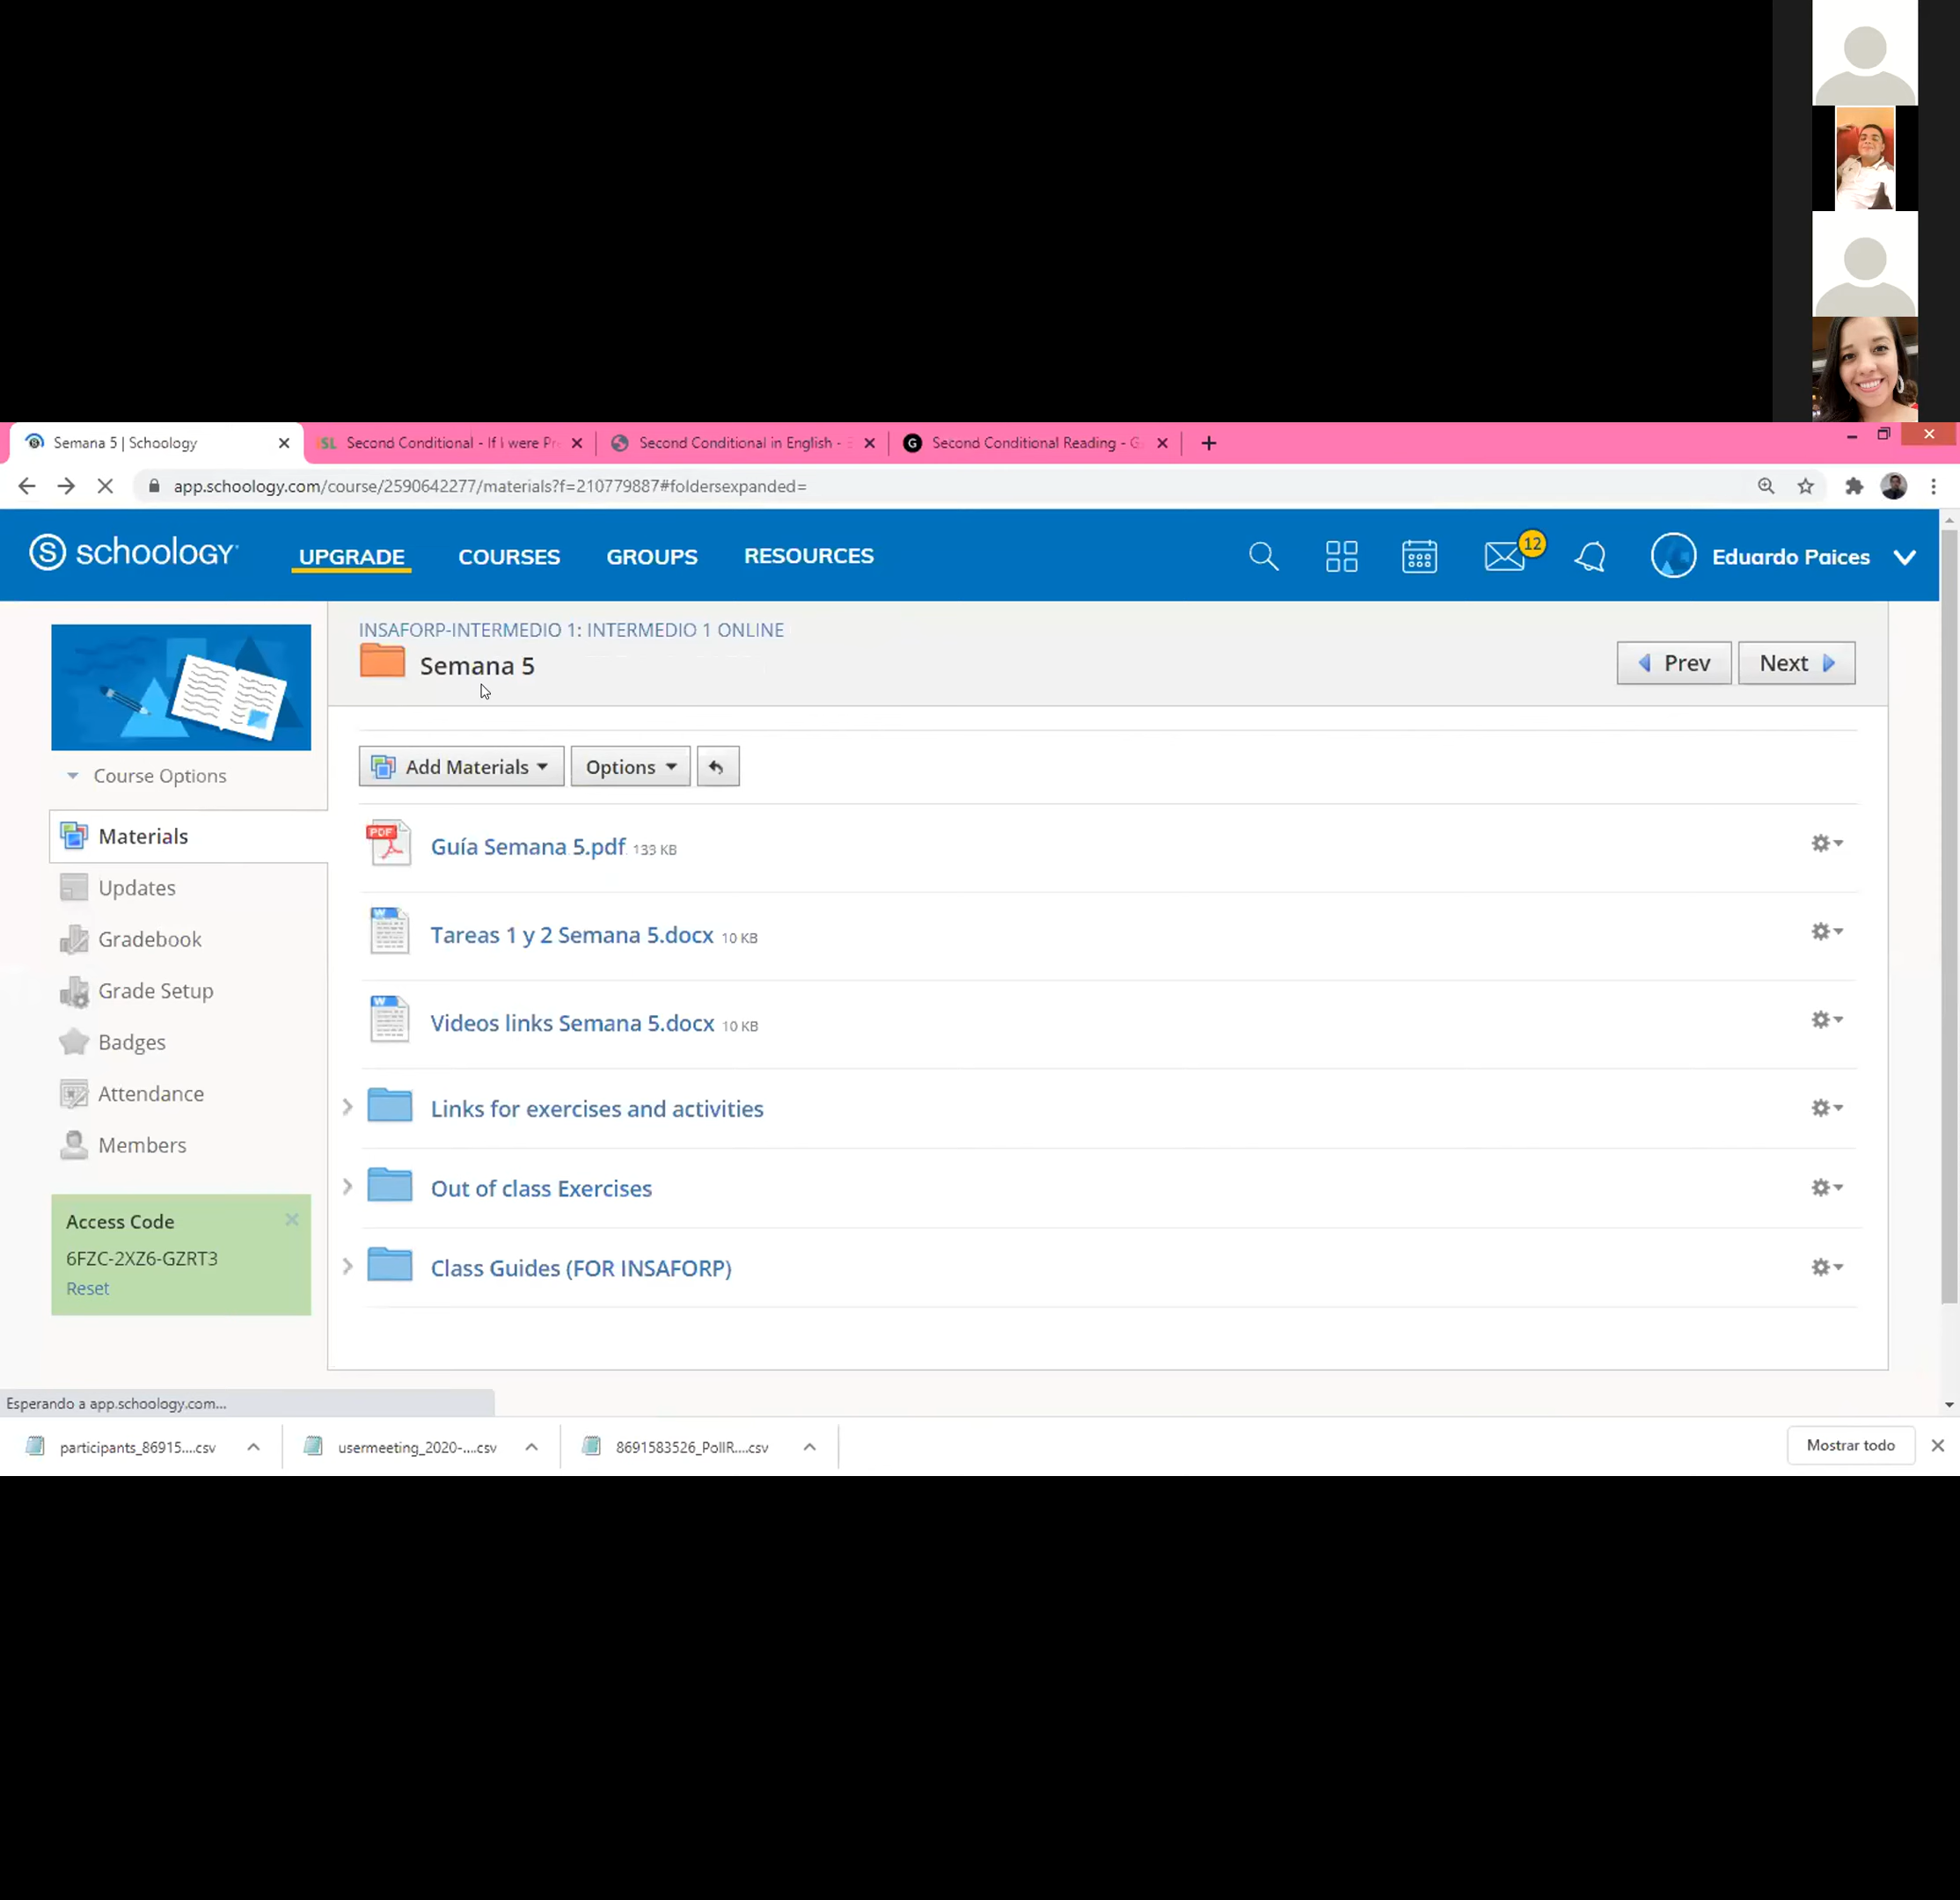 Semana 5 | Schoology
SL Second Conditional - If I were Pr
Second Conditional in English -
G Second Conditional Reading - G
app.schoology.com/course/2590642277/materials?f=210779887#foldersexpanded=
S SCHOOLOGY
UPGRADE
COURSES
GROUPS
RESOURCES
12
Eduardo Paices
INSAFORP-INTERMEDIO 1: INTERMEDIO 1 ONLINE
Semana 5
Prev
Next
Course Options
Materials
Updates
Gradebook
Grade Setup
Badges
Attendance
Members
Access Code
6FZC-2XZ6-GZRT3
Reset
Add Materials
Options
PDF
Guía Semana 5.pdf 133 KB
W
Tareas 1 y 2 Semana 5.docx 10 KB
W
Videos links Semana 5.docx 10 KB
Links for exercises and activities
Out of class Exercises
Class Guides (FOR INSAFORP)
Esperando a app.schoology.com...
participants_86915....csv
usermeeting_2020-....csv
8691583526_PollR....csv
Mostrar todo